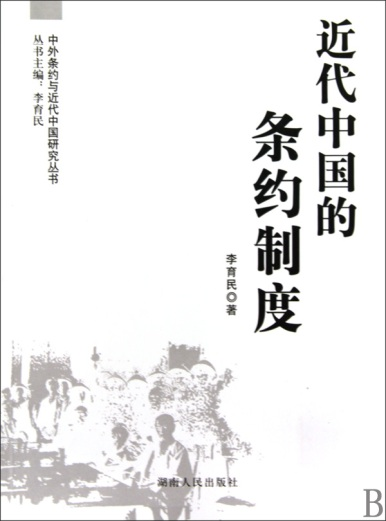 近代中国的
条约制度
李育民◎著
中外条约与近代中国研究丛书
丛书主编：李育民
湖南人民出版社
B